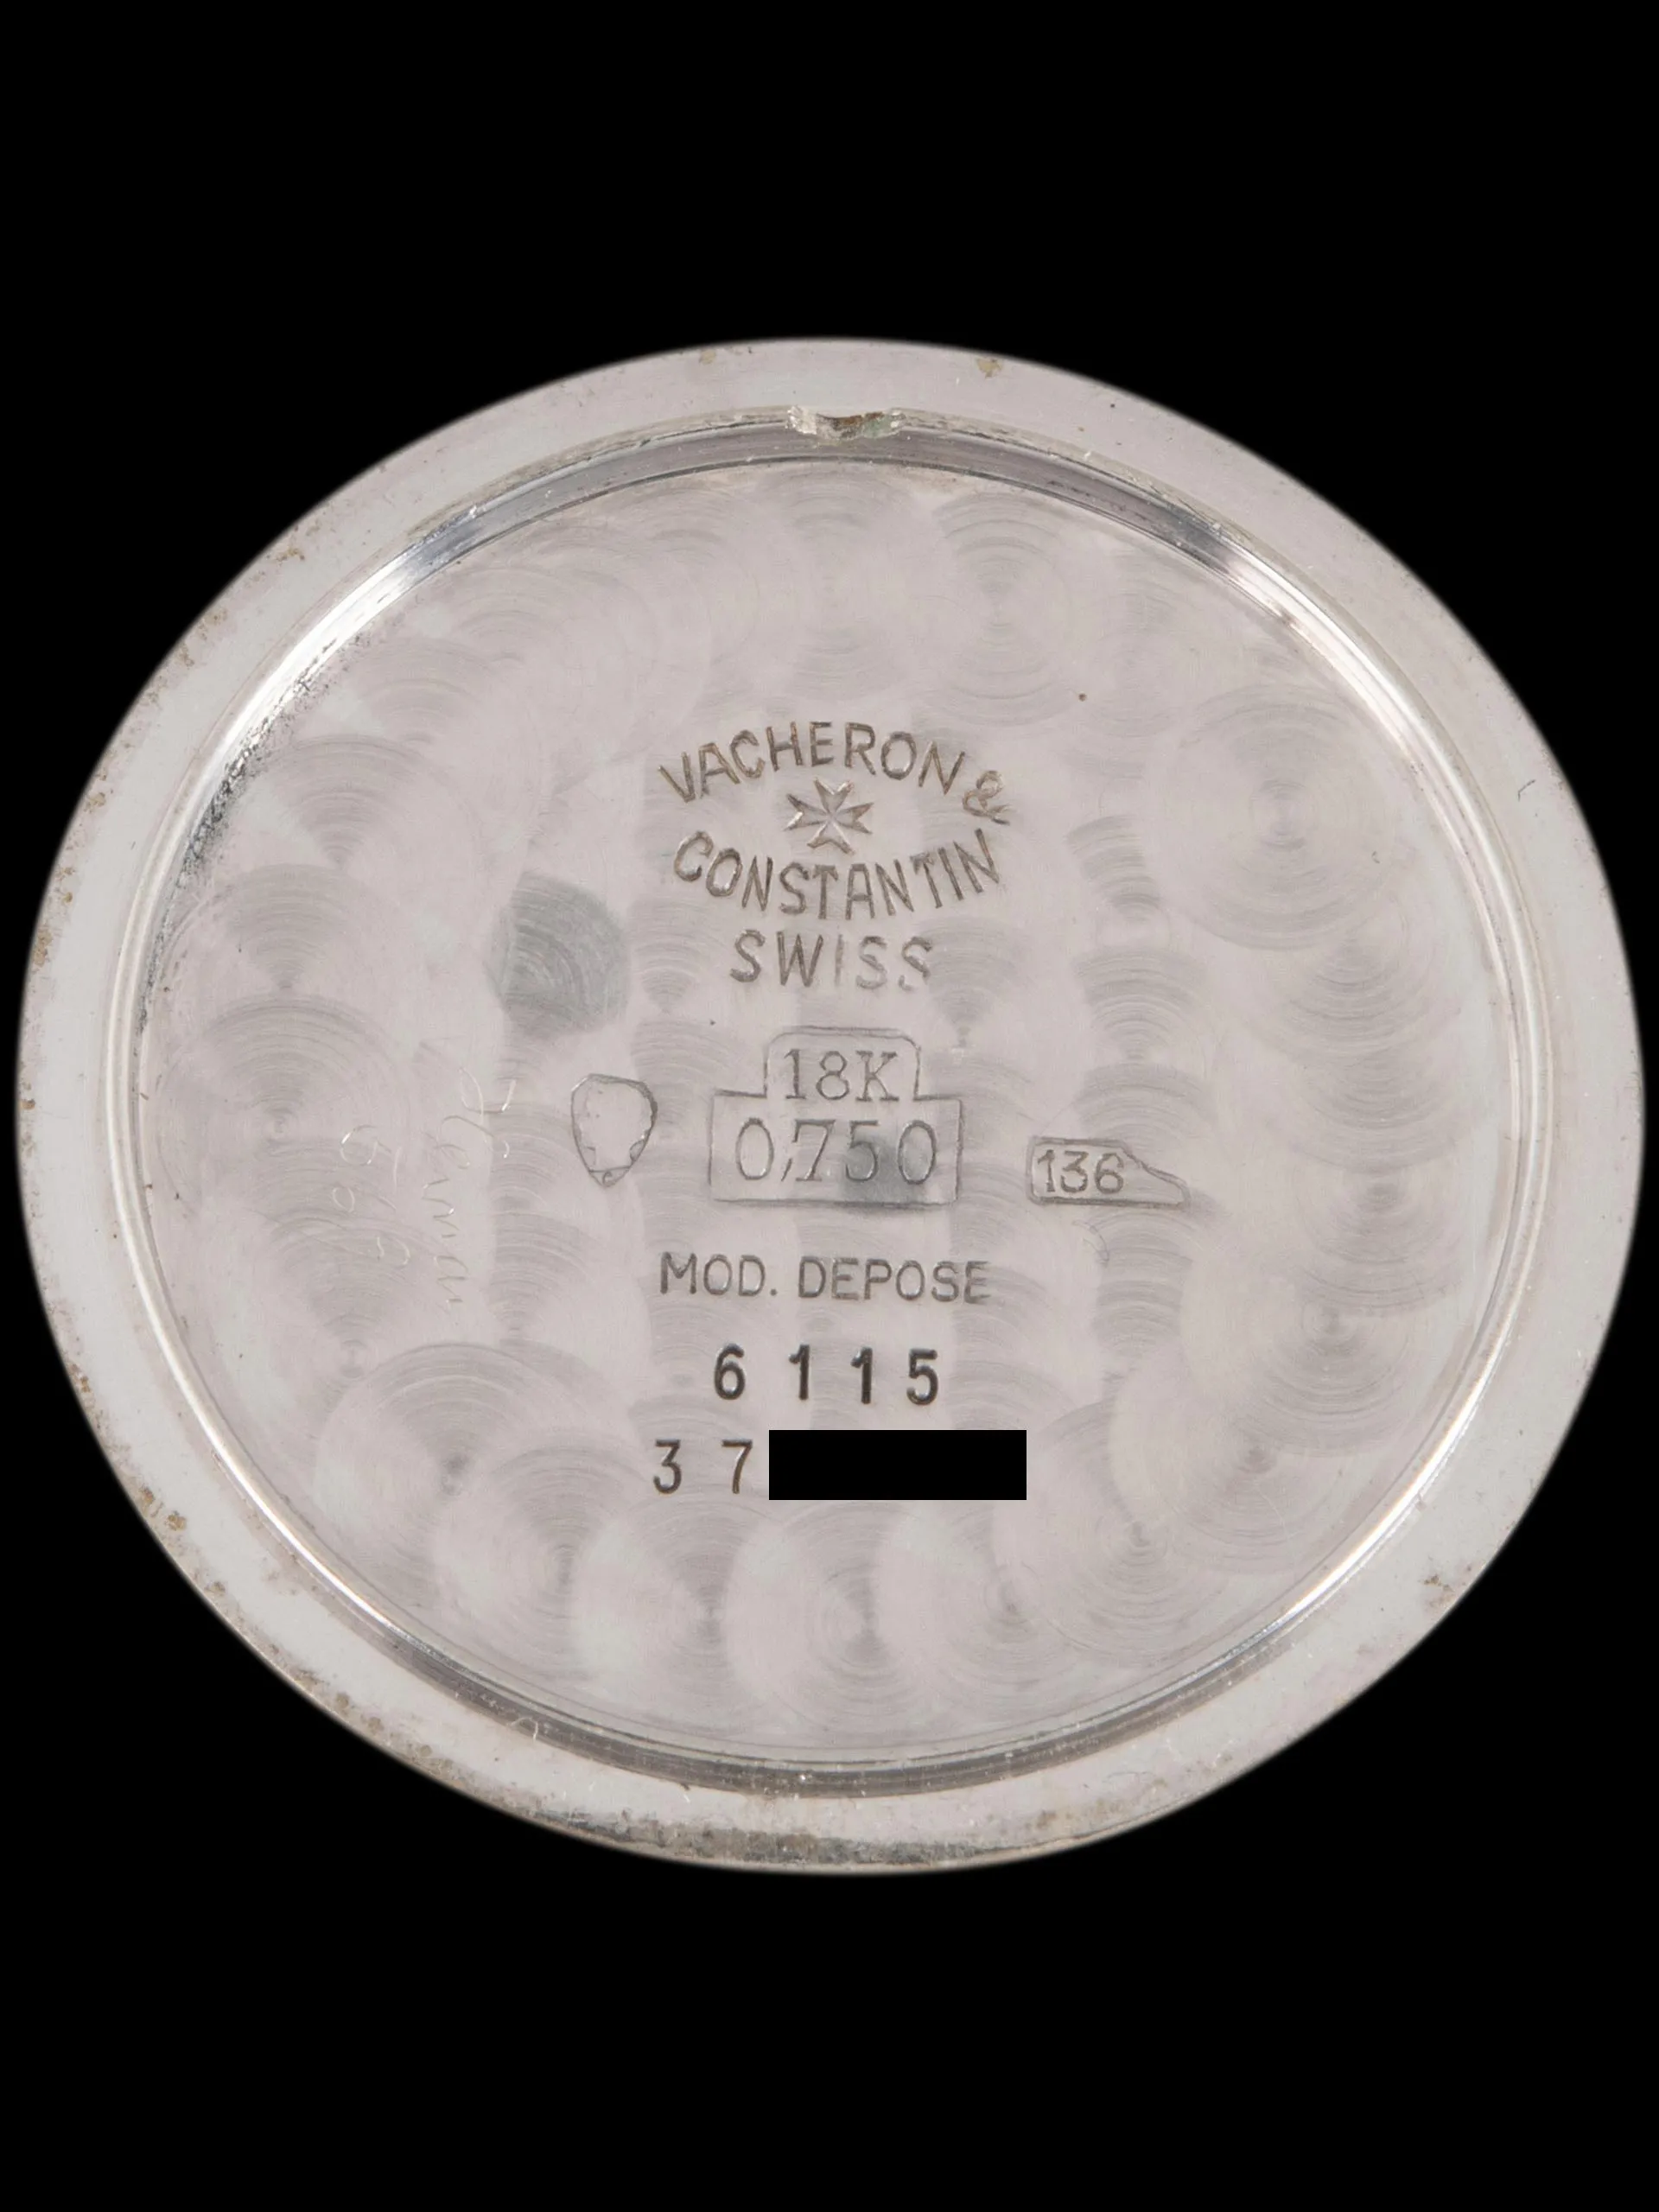 VACHERON &
CONSTANTIN
SWISS
18K
0,750
136
MOD. DEPOSE
6115
37